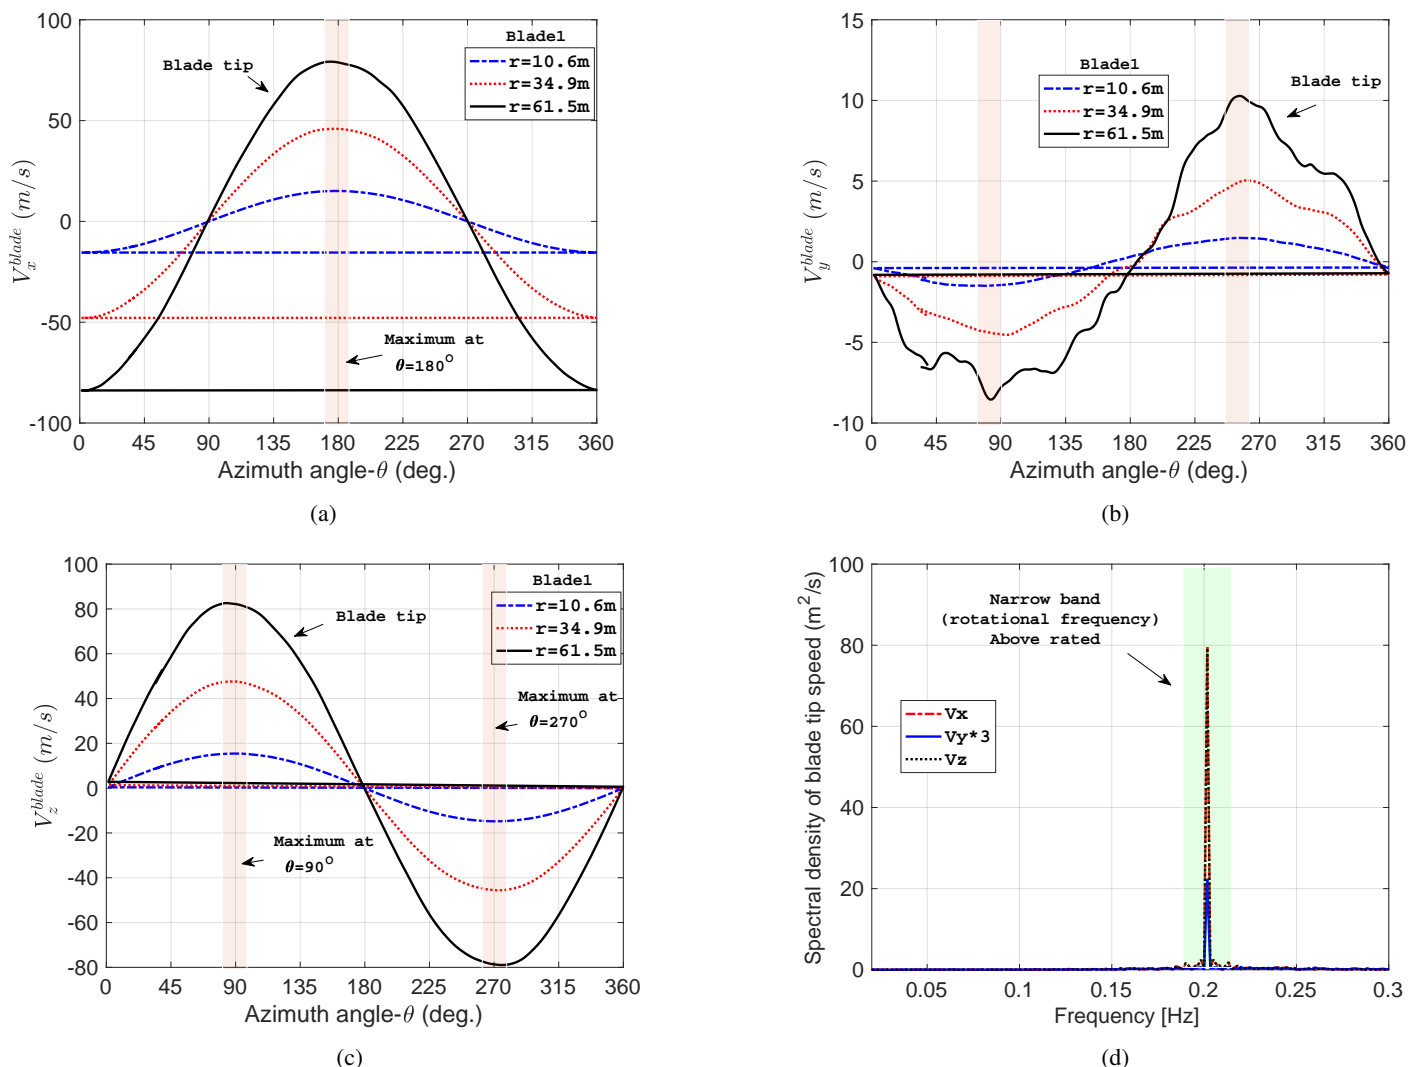 100
50
0
-50
-100
V_x^{blade} (m/s)
Blade tip
Blade1
r=10.6m
r=34.9m
r=61.5m
Maximum at
θ=180°
0 45 90 135 180 225 270 315 360
Azimuth angle-θ (deg.)
(a)
15
10
5
0
-5
-10
V_y^{blade} (m/s)
Blade1
r=10.6m
r=34.9m
r=61.5m
Blade tip
0 45 90 135 180 225 270 315 360
Azimuth angle-θ (deg.)
(b)
100
80
60
40
20
0
-20
-40
-60
-80
V_z^{blade} (m/s)
Blade tip
Blade1
r=10.6m
r=34.9m
r=61.5m
Maximum at
θ=270°
Maximum at
θ=90°
0 45 90 135 180 225 270 315 360
Azimuth angle-θ (deg.)
(c)
100
80
60
40
20
0
Spectral density of blade tip speed (m²/s)
Narrow band
(rotational frequency)
Above rated
Vx
Vy*3
Vz
0.05 0.1 0.15 0.2 0.25 0.3
Frequency [Hz]
(d)